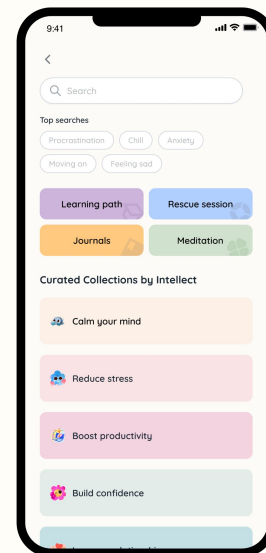 9:41
Search
Top searches
Procrastination Chill Anxiety
Moving on Feeling sad
Learning path Rescue session
Journals Meditation
Curated Collections by Intellect
Calm your mind
Reduce stress
Boost productivity
Build confidence